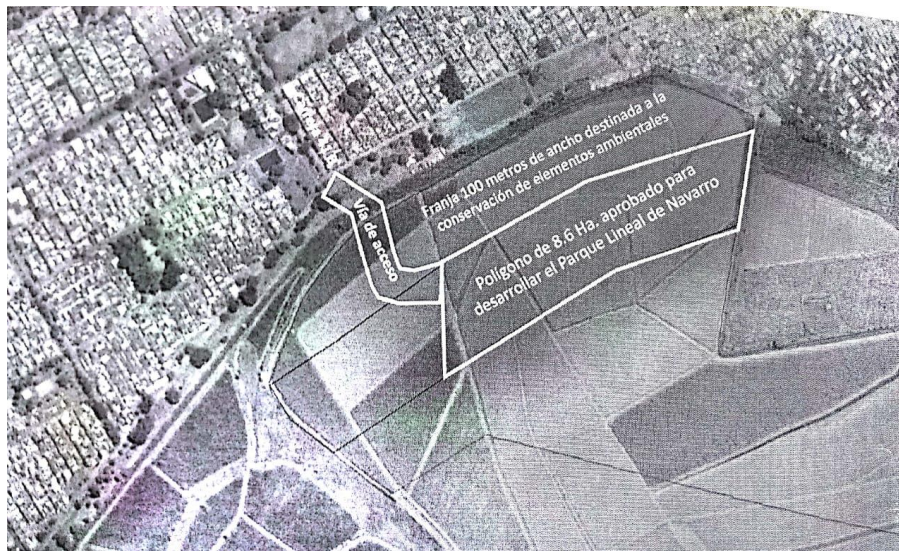 Franja 100 metros de ancho destinada a la
conservación de elementos ambientales
Vía de acceso
Polígono de 8.6 Ha. aprobado para
desarrollar el Parque Lineal de Navarro